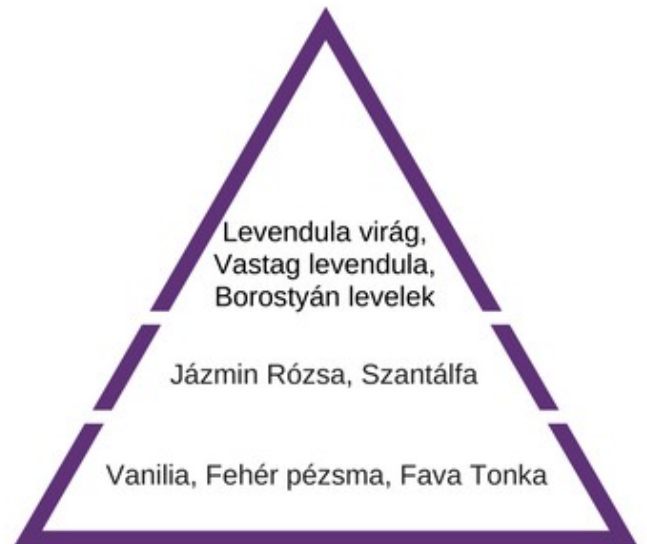 Levendula virág,
Vastag levendula,
Borostyán levelek
Jázmin Rózsa, Szantálfa
Vanilia, Fehér pézsma, Fava Tonka